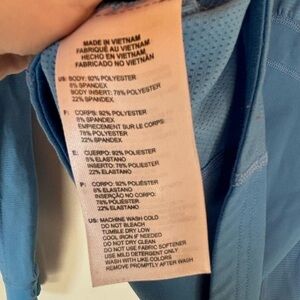 MADE IN VIETNAM
FABRIQUÉ AU VIETNAM
HECHO EN VIETNAM
FABRICADO NO VIETNÃ
US: BODY: 92% POLYESTER
8% SPANDEX
BODY INSERT: 78% POLYESTER
22% SPANDEX
F: CORPS: 92% POLYESTER
8% SPANDEX
EMPIECEMENT SUR LE CORPS:
78% POLYESTER
22% SPANDEX
E: CUERPO: 92% POLIESTER
8% ELASTANO
INSERTO: 78% POLIESTER
22% ELASTANO
P: CORPO: 92% POLIÉSTER
8% ELASTANO
INSERÇÃO NO CORPO:
78% POLIÉSTER
22% ELASTANO
US: MACHINE WASH COLD
DO NOT BLEACH
TUMBLE DRY LOW
COOL IRON IF NEEDED
DO NOT DRY CLEAN
DO NOT USE FABRIC SOFTENER
USE MILD DETERGENT ONLY
WASH WITH LIKE COLORS
REMOVE PROMPTLY AFTER WASH